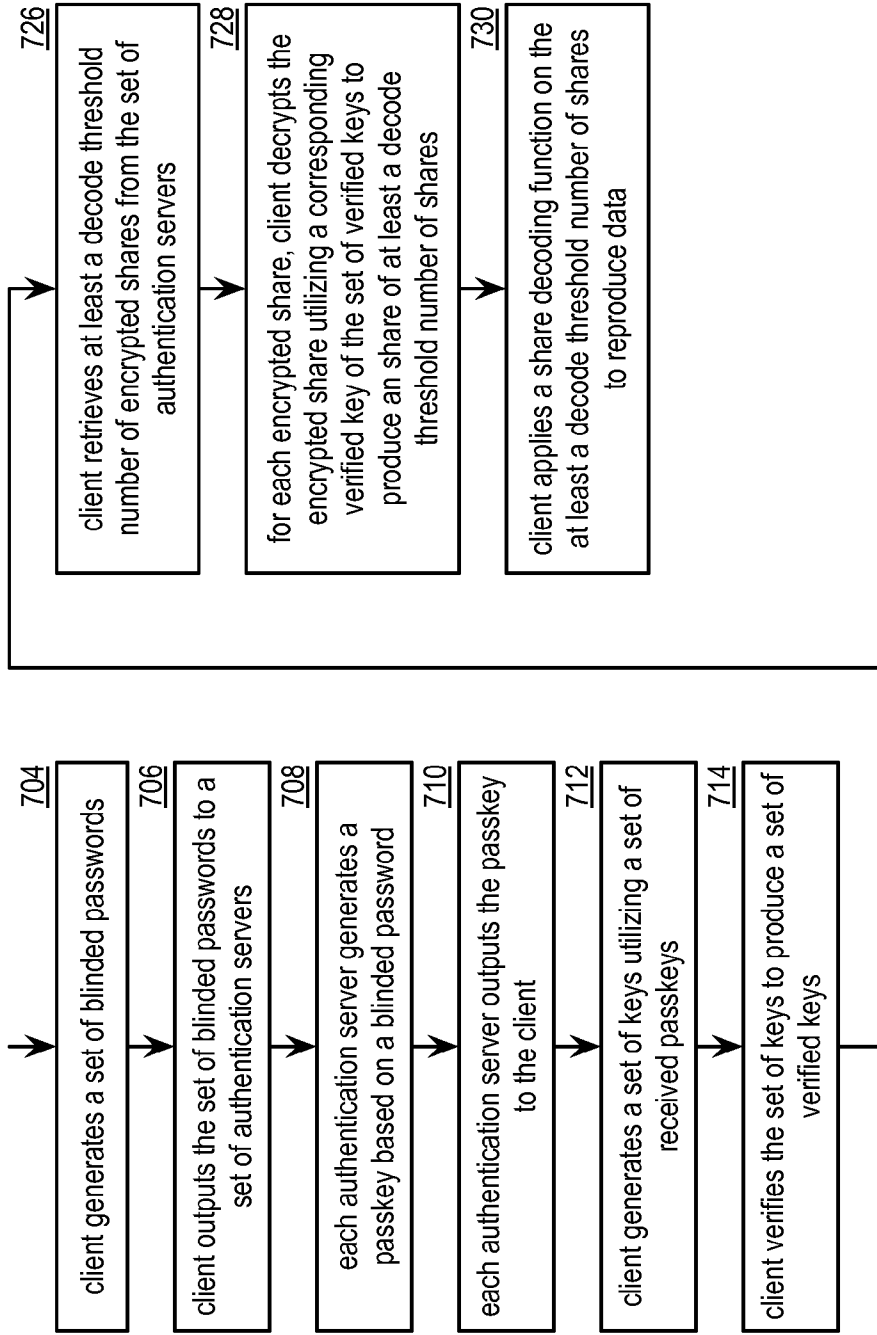 704
client generates a set of blinded passwords
706
client outputs the set of blinded passwords to a
set of authentication servers
708
each authentication server generates a
passkey based on a blinded password
710
each authentication server outputs the passkey
to the client
712
client generates a set of keys utilizing a set of
received passkeys
714
client verifies the set of keys to produce a set of
verified keys
726
client retrieves at least a decode threshold
number of encrypted shares from the set of
authentication servers
728
for each encrypted share, client decrypts the
encrypted share utilizing a corresponding
verified key of the set of verified keys to
produce an share of at least a decode
threshold number of shares
730
client applies a share decoding function on the
at least a decode threshold number of shares
to reproduce data